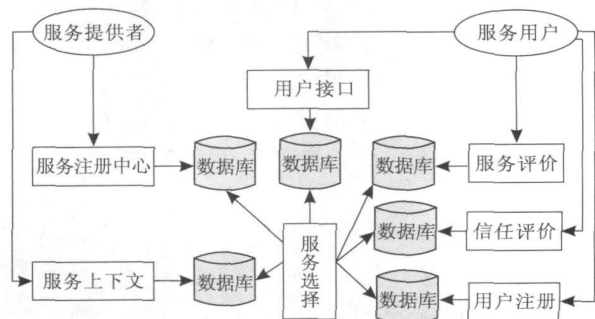 服务提供者
服务用户
用户接口
服务注册中心
数据库
数据库
数据库
服务评价
服务选择
数据库
信任评价
服务上下文
数据库
数据库
用户注册